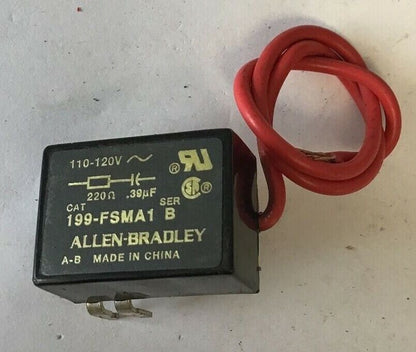 110-120V ~
220Ω .39µF
CAT SER
199-FSMA1 B
ALLEN-BRADLEY
A-B MADE IN CHINA